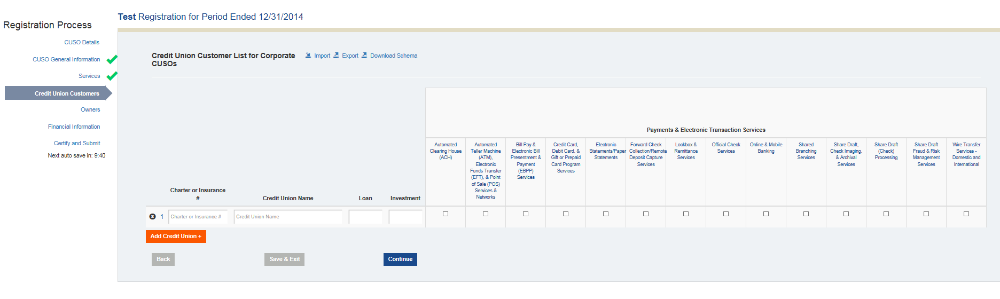 Test Registration for Period Ended 12/31/2014
Registration Process
CUSO Details
CUSO General Information
Services
Credit Union Customers
Owners
Financial Information
Certify and Submit
Next auto save in: 9:40
Credit Union Customer List for Corporate
CUSOs
Import Export Download Schema
Payments & Electronic Transaction Services
Charter or Insurance
#
Credit Union Name
Loan
Investment
Automated
Clearing House
(ACH)
Automated
Teller Machine
(ATM),
Electronic
Funds Transfer
(EFT), & Point
of Sale (POS)
Services &
Networks
Bill Pay &
Electronic Bill
Presentment &
Payment
(EBPP)
Services
Credit Card,
Debit Card, &
Gift or Prepaid
Card Program
Services
Electronic
Statements/Paper
Statements
Forward Check
Collection/Remote
Deposit Capture
Services
Lockbox &
Remittance
Services
Official Check
Services
Online & Mobile
Banking
Shared
Branching
Services
Share Draft,
Check Imaging,
& Archival
Services
Share Draft
(Check)
Processing
Share Draft
Fraud & Risk
Management
Services
Wire Transfer
Services -
Domestic and
International
1 Charter or Insurance # Credit Union Name
Add Credit Union +
Back
Save & Exit
Continue